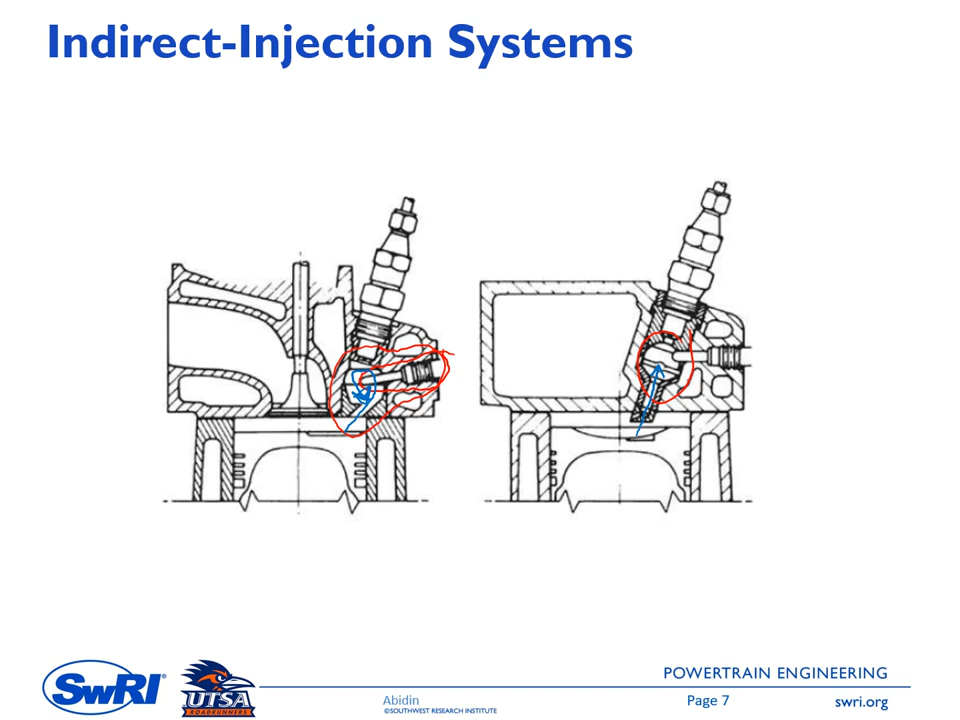 Indirect-Injection Systems
POWERTRAIN ENGINEERING
SwRI®
UTSA
ROADRUNNERS
Abidin
©SOUTHWEST RESEARCH INSTITUTE
Page 7
swri.org